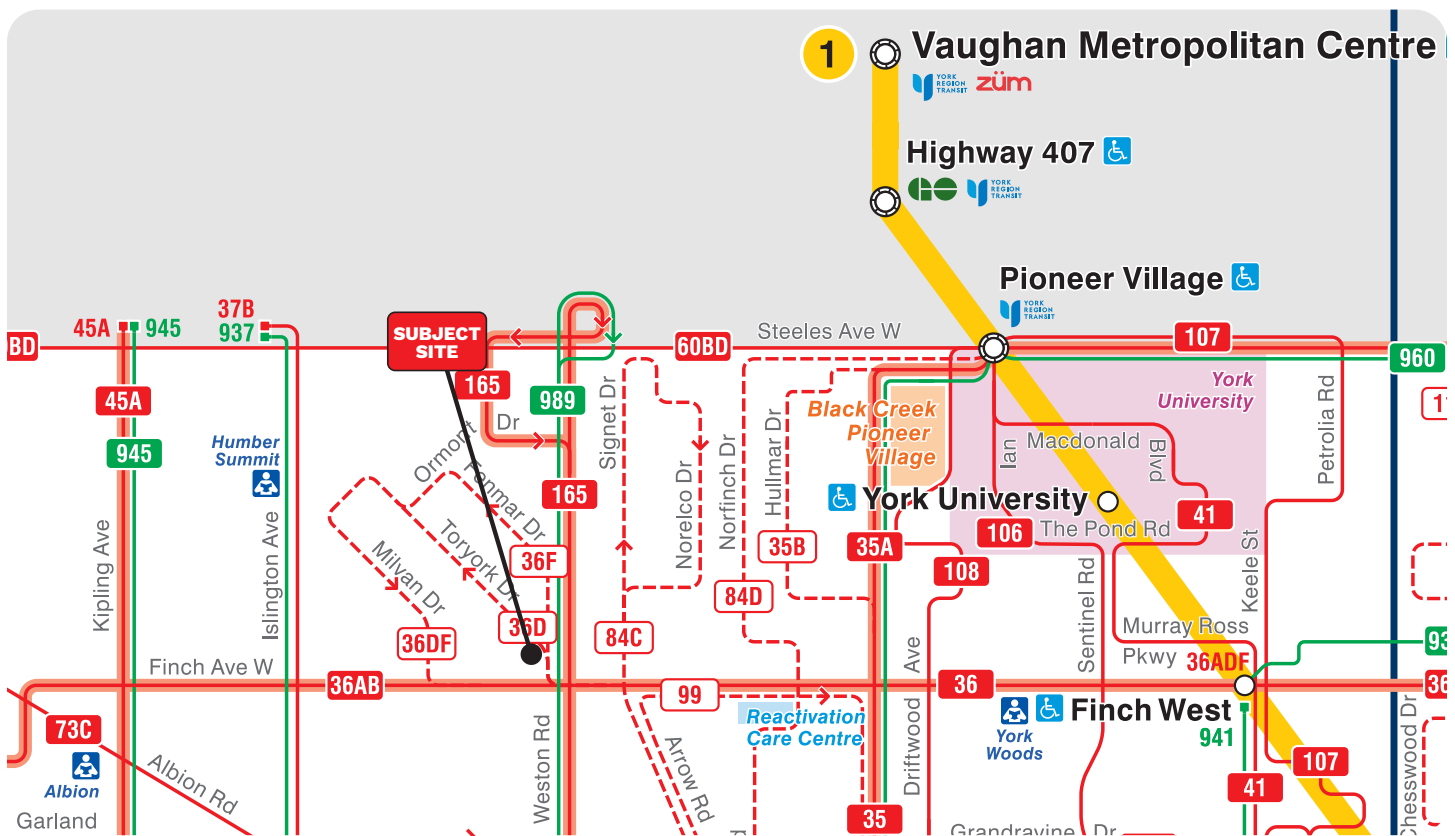 1
Vaughan Metropolitan Centre
YORK
REGION
TRANSIT
züm
Highway 407
GO
YORK
REGION
TRANSIT
Pioneer Village
YORK
REGION
TRANSIT
45A
945
37B
937
SUBJECT
SITE
Steeles Ave W
BD
60BD
107
960
165
45A
945
989
Humber
Summit
Kipling Ave
Islington Ave
Ormont
Dr
Fenmar Dr
Signet Dr
165
Norelco Dr
Norfinch Dr
Hullmar Dr
Black Creek
Pioneer
Village
York
University
Ian
Macdonald
Blvd
Petrolia Rd
York University
41
106
The Pond Rd
Toryork Dr
Milvan Dr
36F
35B
35A
108
84D
36D
84C
36DF
Sentinel Rd
Keele St
Murray Ross
Pkwy
36ADF
Finch Ave W
36AB
99
36
36
Driftwood
Ave
Reactivation
Care Centre
York
Woods
Finch West
941
73C
Albion
Albion Rd
Garland
Weston Rd
Arrow Rd
35
41
107
Chesswood Dr
Grandravine
Dr